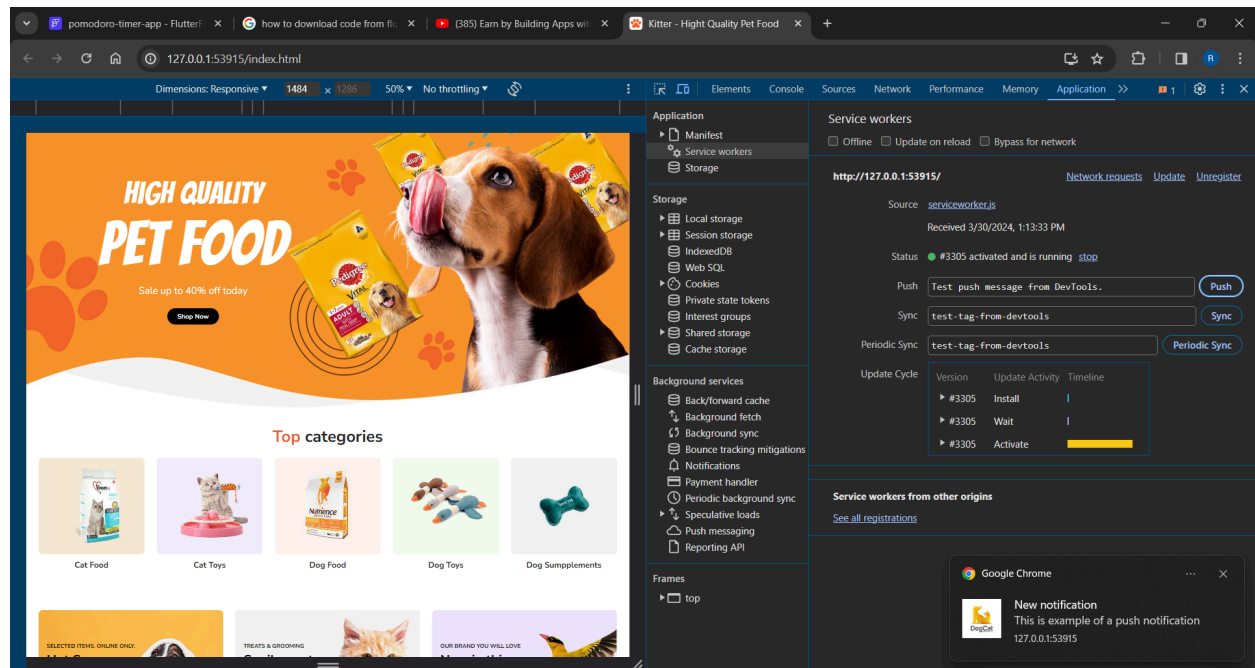 pomodoro-timer-app - FlutterF
how to download code from flu
(385) Earn by Building Apps wit
Kitter - Hight Quality Pet Food
127.0.0.1:53915/index.html
R
Dimensions: Responsive
1484 x 1286
50%
No throttling
Elements
Console
Sources
Network
Performance
Memory
Application
1
HIGH QUALITY
PET FOOD
Sale up to 40% off today
Shop Now
Pedigree
VITAL
ADULT
Top categories
Cat Food
Cat Toys
Nutrience
Dog Food
Dog Toys
Dog Sumpplements
SELECTED ITEMS. ONLINE ONLY.
TREATS & GROOMING
OUR BRAND YOU WILL LOVE
Application
Manifest
Service workers
Storage
Storage
Local storage
Session storage
IndexedDB
Web SQL
Cookies
Private state tokens
Interest groups
Shared storage
Cache storage
Background services
Back/forward cache
Background fetch
Background sync
Bounce tracking mitigations
Notifications
Payment handler
Periodic background sync
Speculative loads
Push messaging
Reporting API
Frames
top
Service workers
Offline
Update on reload
Bypass for network
http://127.0.0.1:53915/
Network requests
Update
Unregister
Source
serviceworker.js
Received 3/30/2024, 1:13:33 PM
Status
#3305 activated and is running stop
Push
Test push message from DevTools.
Push
Sync
test-tag-from-devtools
Sync
Periodic Sync
test-tag-from-devtools
Periodic Sync
Update Cycle
Version Update Activity Timeline
#3305 Install
#3305 Wait
#3305 Activate
Service workers from other origins
See all registrations
Google Chrome
DogCat
New notification
This is example of a push notification
127.0.0.1:53915